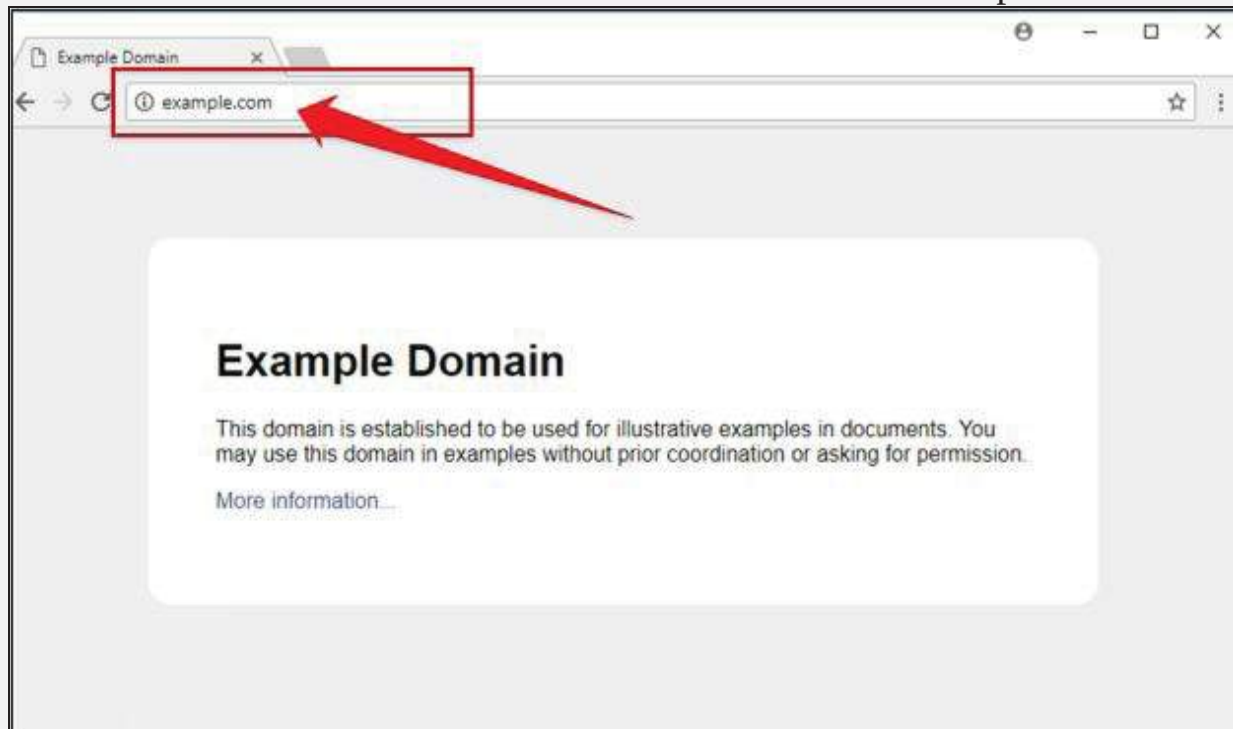 Example Domain
example.com
Example Domain
This domain is established to be used for illustrative examples in documents. You
may use this domain in examples without prior coordination or asking for permission.
More information...